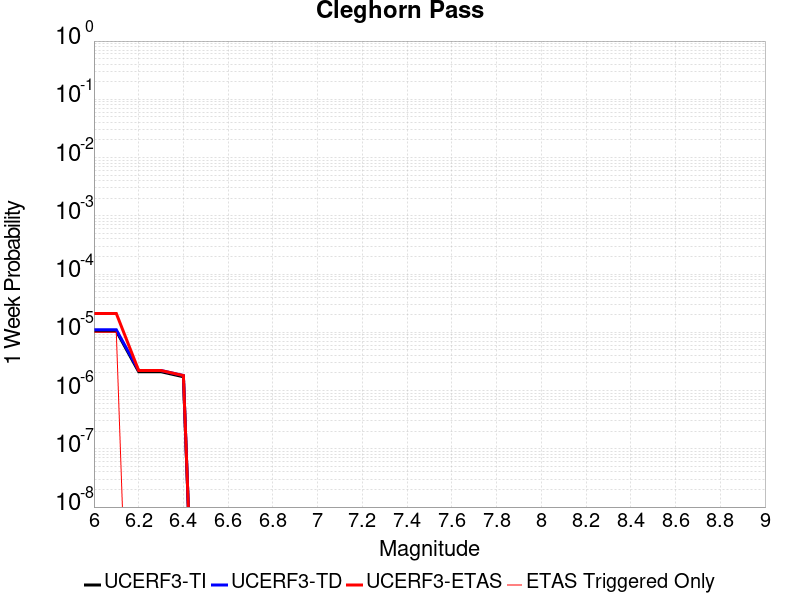 Cleghorn Pass
10^0
10^-1
10^-2
10^-3
10^-4
10^-5
10^-6
10^-7
10^-8
1 Week Probability
6 6.2 6.4 6.6 6.8 7 7.2 7.4 7.6 7.8 8 8.2 8.4 8.6 8.8 9
Magnitude
UCERF3-TI UCERF3-TD UCERF3-ETAS ETAS Triggered Only